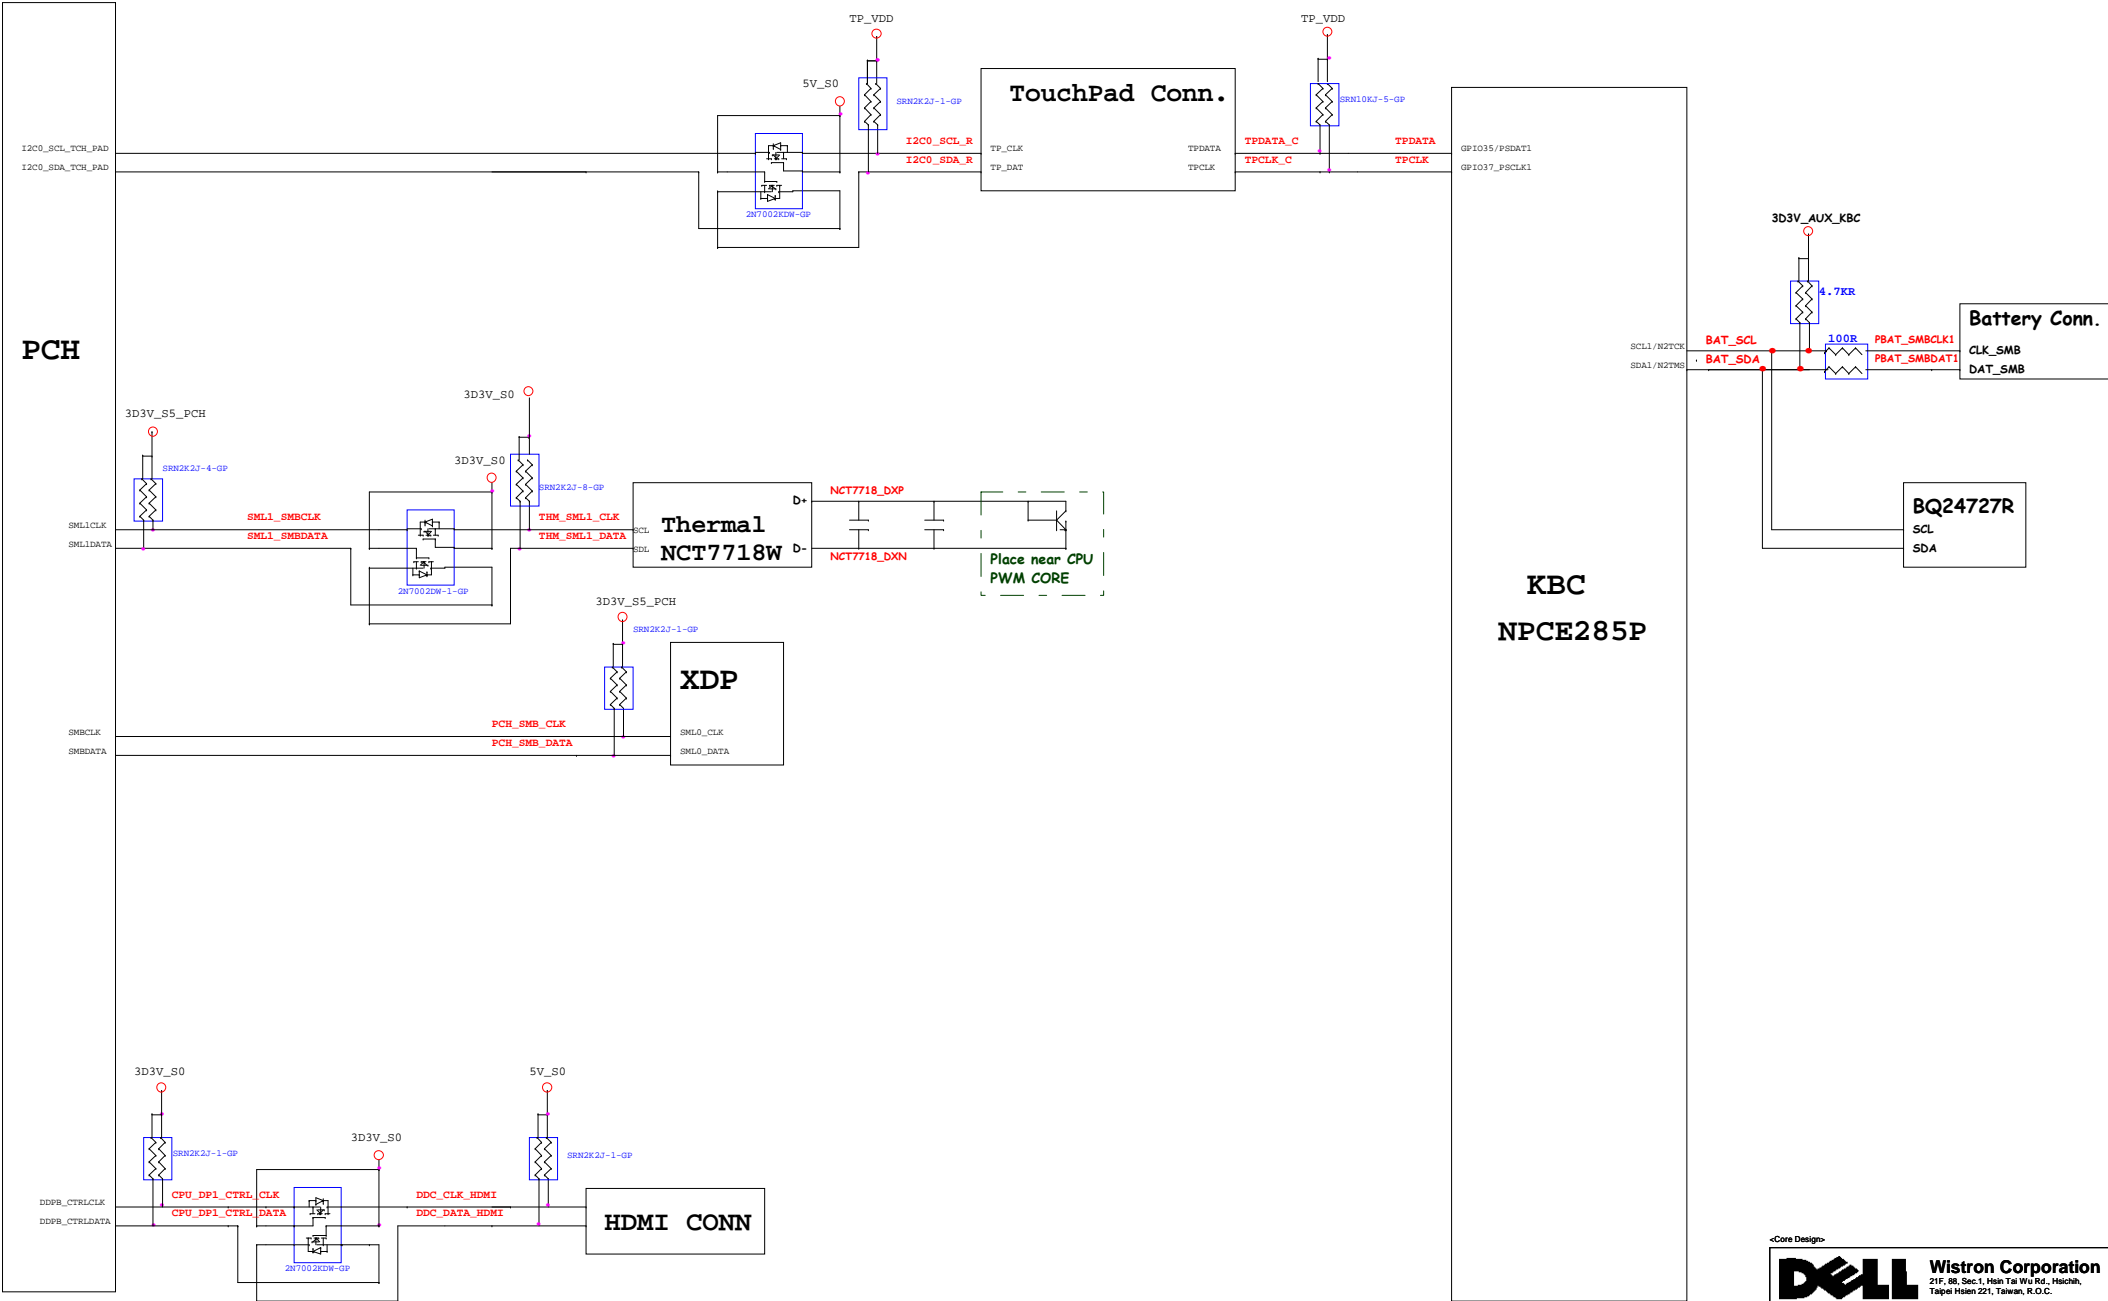 TP_VDD
TP_VDD
5V_S0
SRN2K2J-1-GP
TouchPad Conn.
SRN10KJ-5-GP
I2C0_SCL_TCH_PAD
I2C0_SDA_TCH_PAD
I2C0_SCL_R
I2C0_SDA_R
TP_CLK
TP_DAT
TPDATA
TPCLK
TPDATA_C
TPCLK_C
TPDATA
TPCLK
GPIO35/PSDAT1
GPIO37_PSCLK1
2N7002KDW-GP
3D3V_AUX_KBC
4.7KR
Battery Conn.
PCH
SCL1/N2TCK
SDA1/N2TMS
BAT_SCL
BAT_SDA
100R
PBAT_SMBCLK1
PBAT_SMBDAT1
CLK_SMB
DAT_SMB
3D3V_S0
3D3V_S5_PCH
3D3V_S0
SRN2K2J-4-GP
SRN2K2J-8-GP
SML1CLK
SML1DATA
SML1_SMBCLK
SML1_SMBDATA
THM_SML1_CLK
THM_SML1_DATA
SCL
SDL
Thermal
NCT7718W
D+
D-
NCT7718_DXP
NCT7718_DXN
Place near CPU
PWM CORE
BQ24727R
SCL
SDA
2N7002DW-1-GP
KBC
NPCE285P
3D3V_S5_PCH
SRN2K2J-1-GP
XDP
SMBCLK
SMBDATA
PCH_SMB_CLK
PCH_SMB_DATA
SML0_CLK
SML0_DATA
3D3V_S0
5V_S0
3D3V_S0
SRN2K2J-1-GP
SRN2K2J-1-GP
DDPB_CTRLCLK
DDPB_CTRLDATA
CPU_DP1_CTRL_CLK
CPU_DP1_CTRL_DATA
DDC_CLK_HDMI
DDC_DATA_HDMI
HDMI CONN
2N7002KDW-GP
<Core Design>
DELL
Wistron Corporation
21F, 88, Sec.1, Hsin Tai Wu Rd., Hsichih,
Taipei Hsien 221, Taiwan, R.O.C.